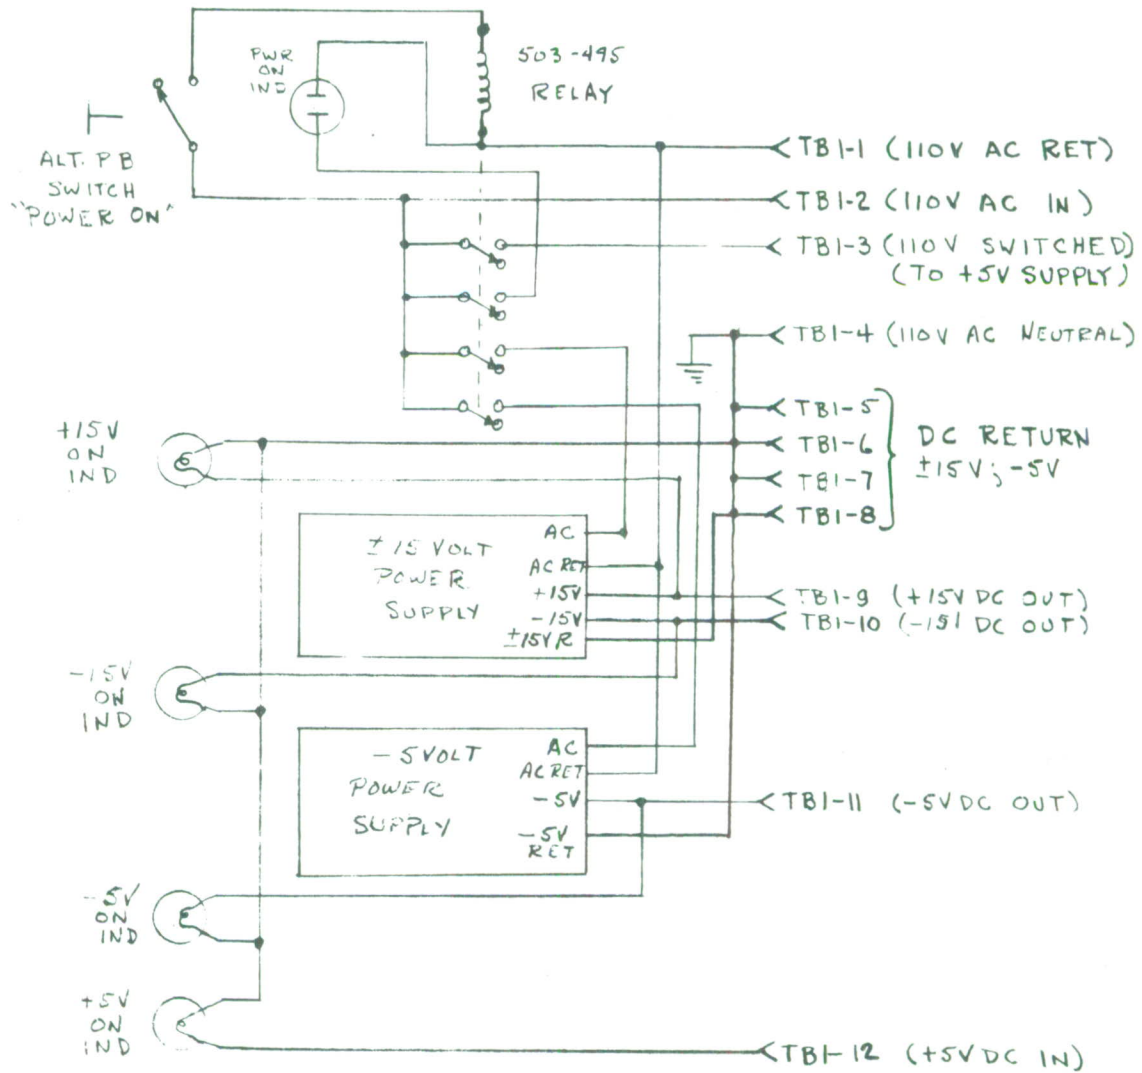 PWR
ON
IND
503-495
RELAY
ALT. PB
SWITCH
"POWER ON"
TB1-1 (110V AC RET)
TB1-2 (110V AC IN)
TB1-3 (110V SWITCHED)
(TO +5V SUPPLY)
TB1-4 (110V AC NEUTRAL)
TB1-5
TB1-6
TB1-7
TB1-8
DC RETURN
±15V; -5V
+15V
ON
IND
±15 VOLT
POWER
SUPPLY
AC
AC RET
+15V
-15V
±15V R
TB1-9 (+15V DC OUT)
TB1-10 (-15V DC OUT)
-15V
ON
IND
-5VOLT
POWER
SUPPLY
AC
AC RET
-5V
-5V
RET
TB1-11 (-5VDC OUT)
-5V
ON
IND
+5V
ON
IND
TB1-12 (+5VDC IN)